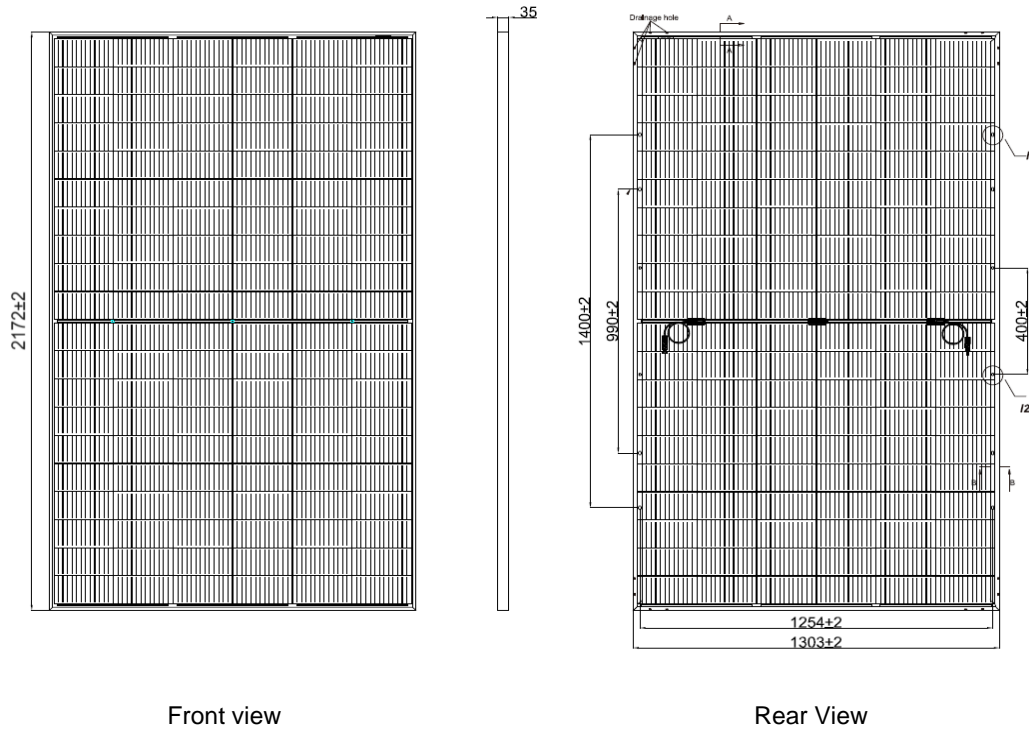 35
Drainage hole
A
A
2172±2
1400±2
990±2
400±2
I2
B
B
1254±2
1303±2
Front view
Rear View